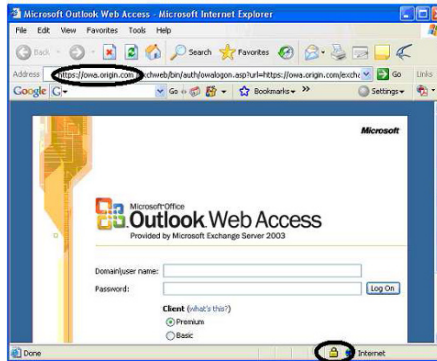 Microsoft Outlook Web Access - Microsoft Internet Explorer
File Edit View Favorites Tools Help
Back Search Favorites
Address https://owa.origin.com/exchweb/bin/auth/owalogon.asp?url=https://owa.origin.com/exch Go Links
Google G Go Bookmarks Settings
Microsoft
Microsoft Office
Outlook Web Access
Provided by Microsoft Exchange Server 2003
Domain\user name:
Password: Log On
Client (what's this?)
Premium
Basic
Done Internet